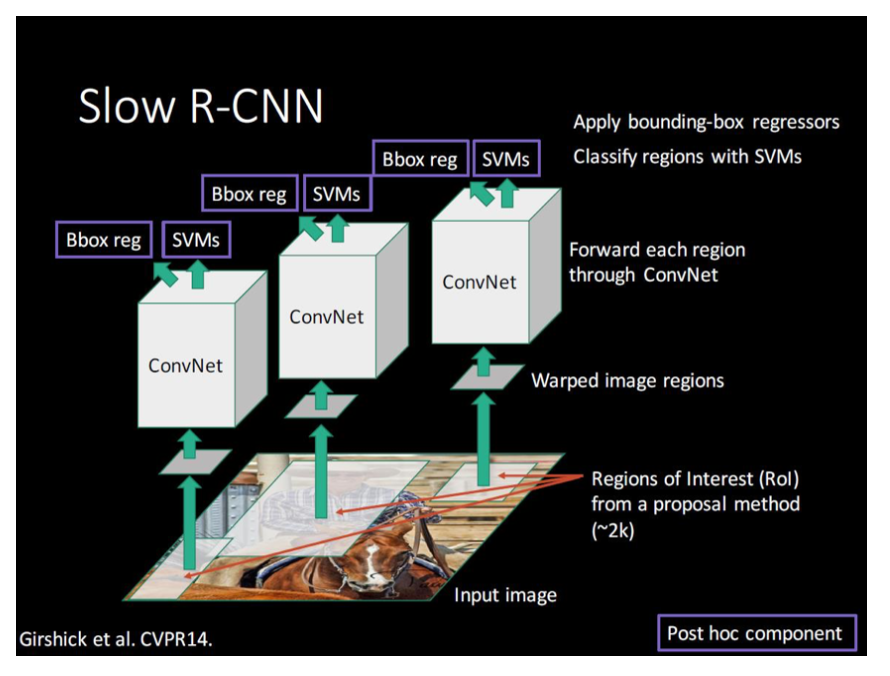 Slow R-CNN
Apply bounding-box regressors
Bbox reg
SVMs
Classify regions with SVMs
Bbox reg
SVMs
Bbox reg
SVMs
Forward each region
through ConvNet
ConvNet
ConvNet
ConvNet
Warped image regions
Regions of Interest (RoI)
from a proposal method
(~2k)
Input image
Girshick et al. CVPR14.
Post hoc component